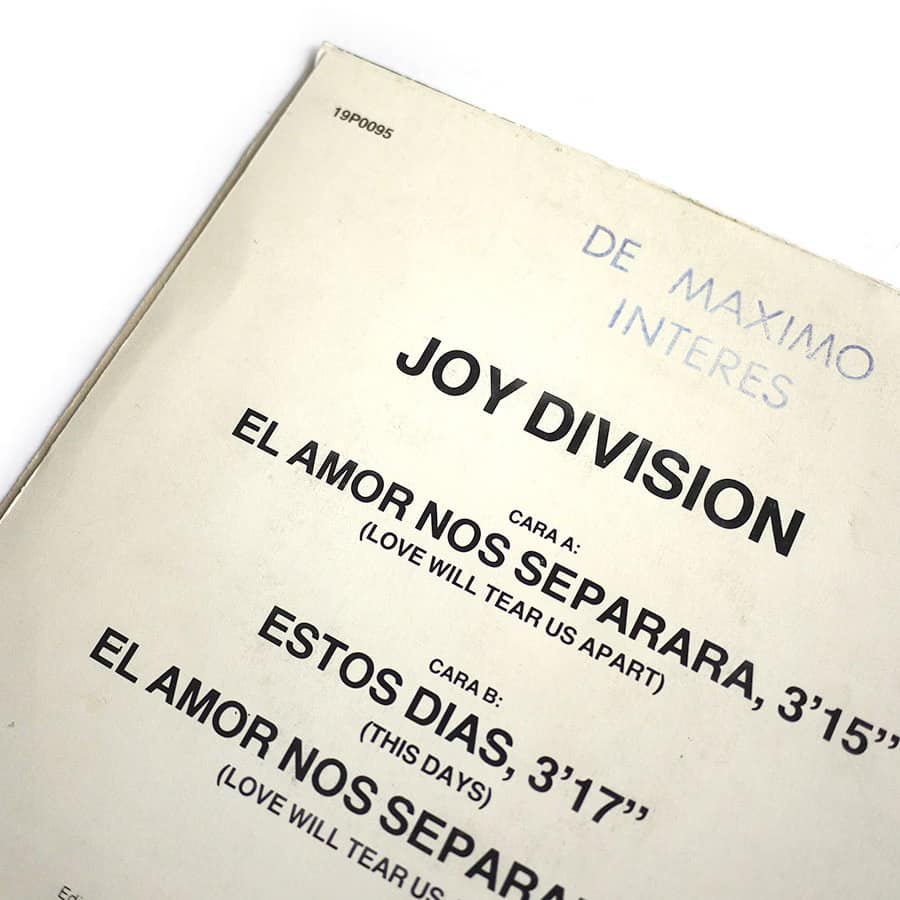 19P0095
DE MAXIMO
INTERES
JOY DIVISION
CARA A:
EL AMOR NOS SEPARARA, 3’15”
(LOVE WILL TEAR US APART)
CARA B:
ESTOS DIAS, 3’17”
(THIS DAYS)
EL AMOR NOS
(LOVE WILL TEAR US